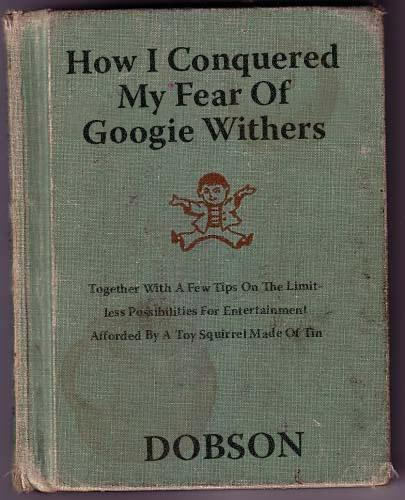 How I Conquered
My Fear Of
Googie Withers
Together With A Few Tips On The Limit-
less Possibilities For Entertainment
Afforded By A Toy Squirrel Made Of Tin
DOBSON